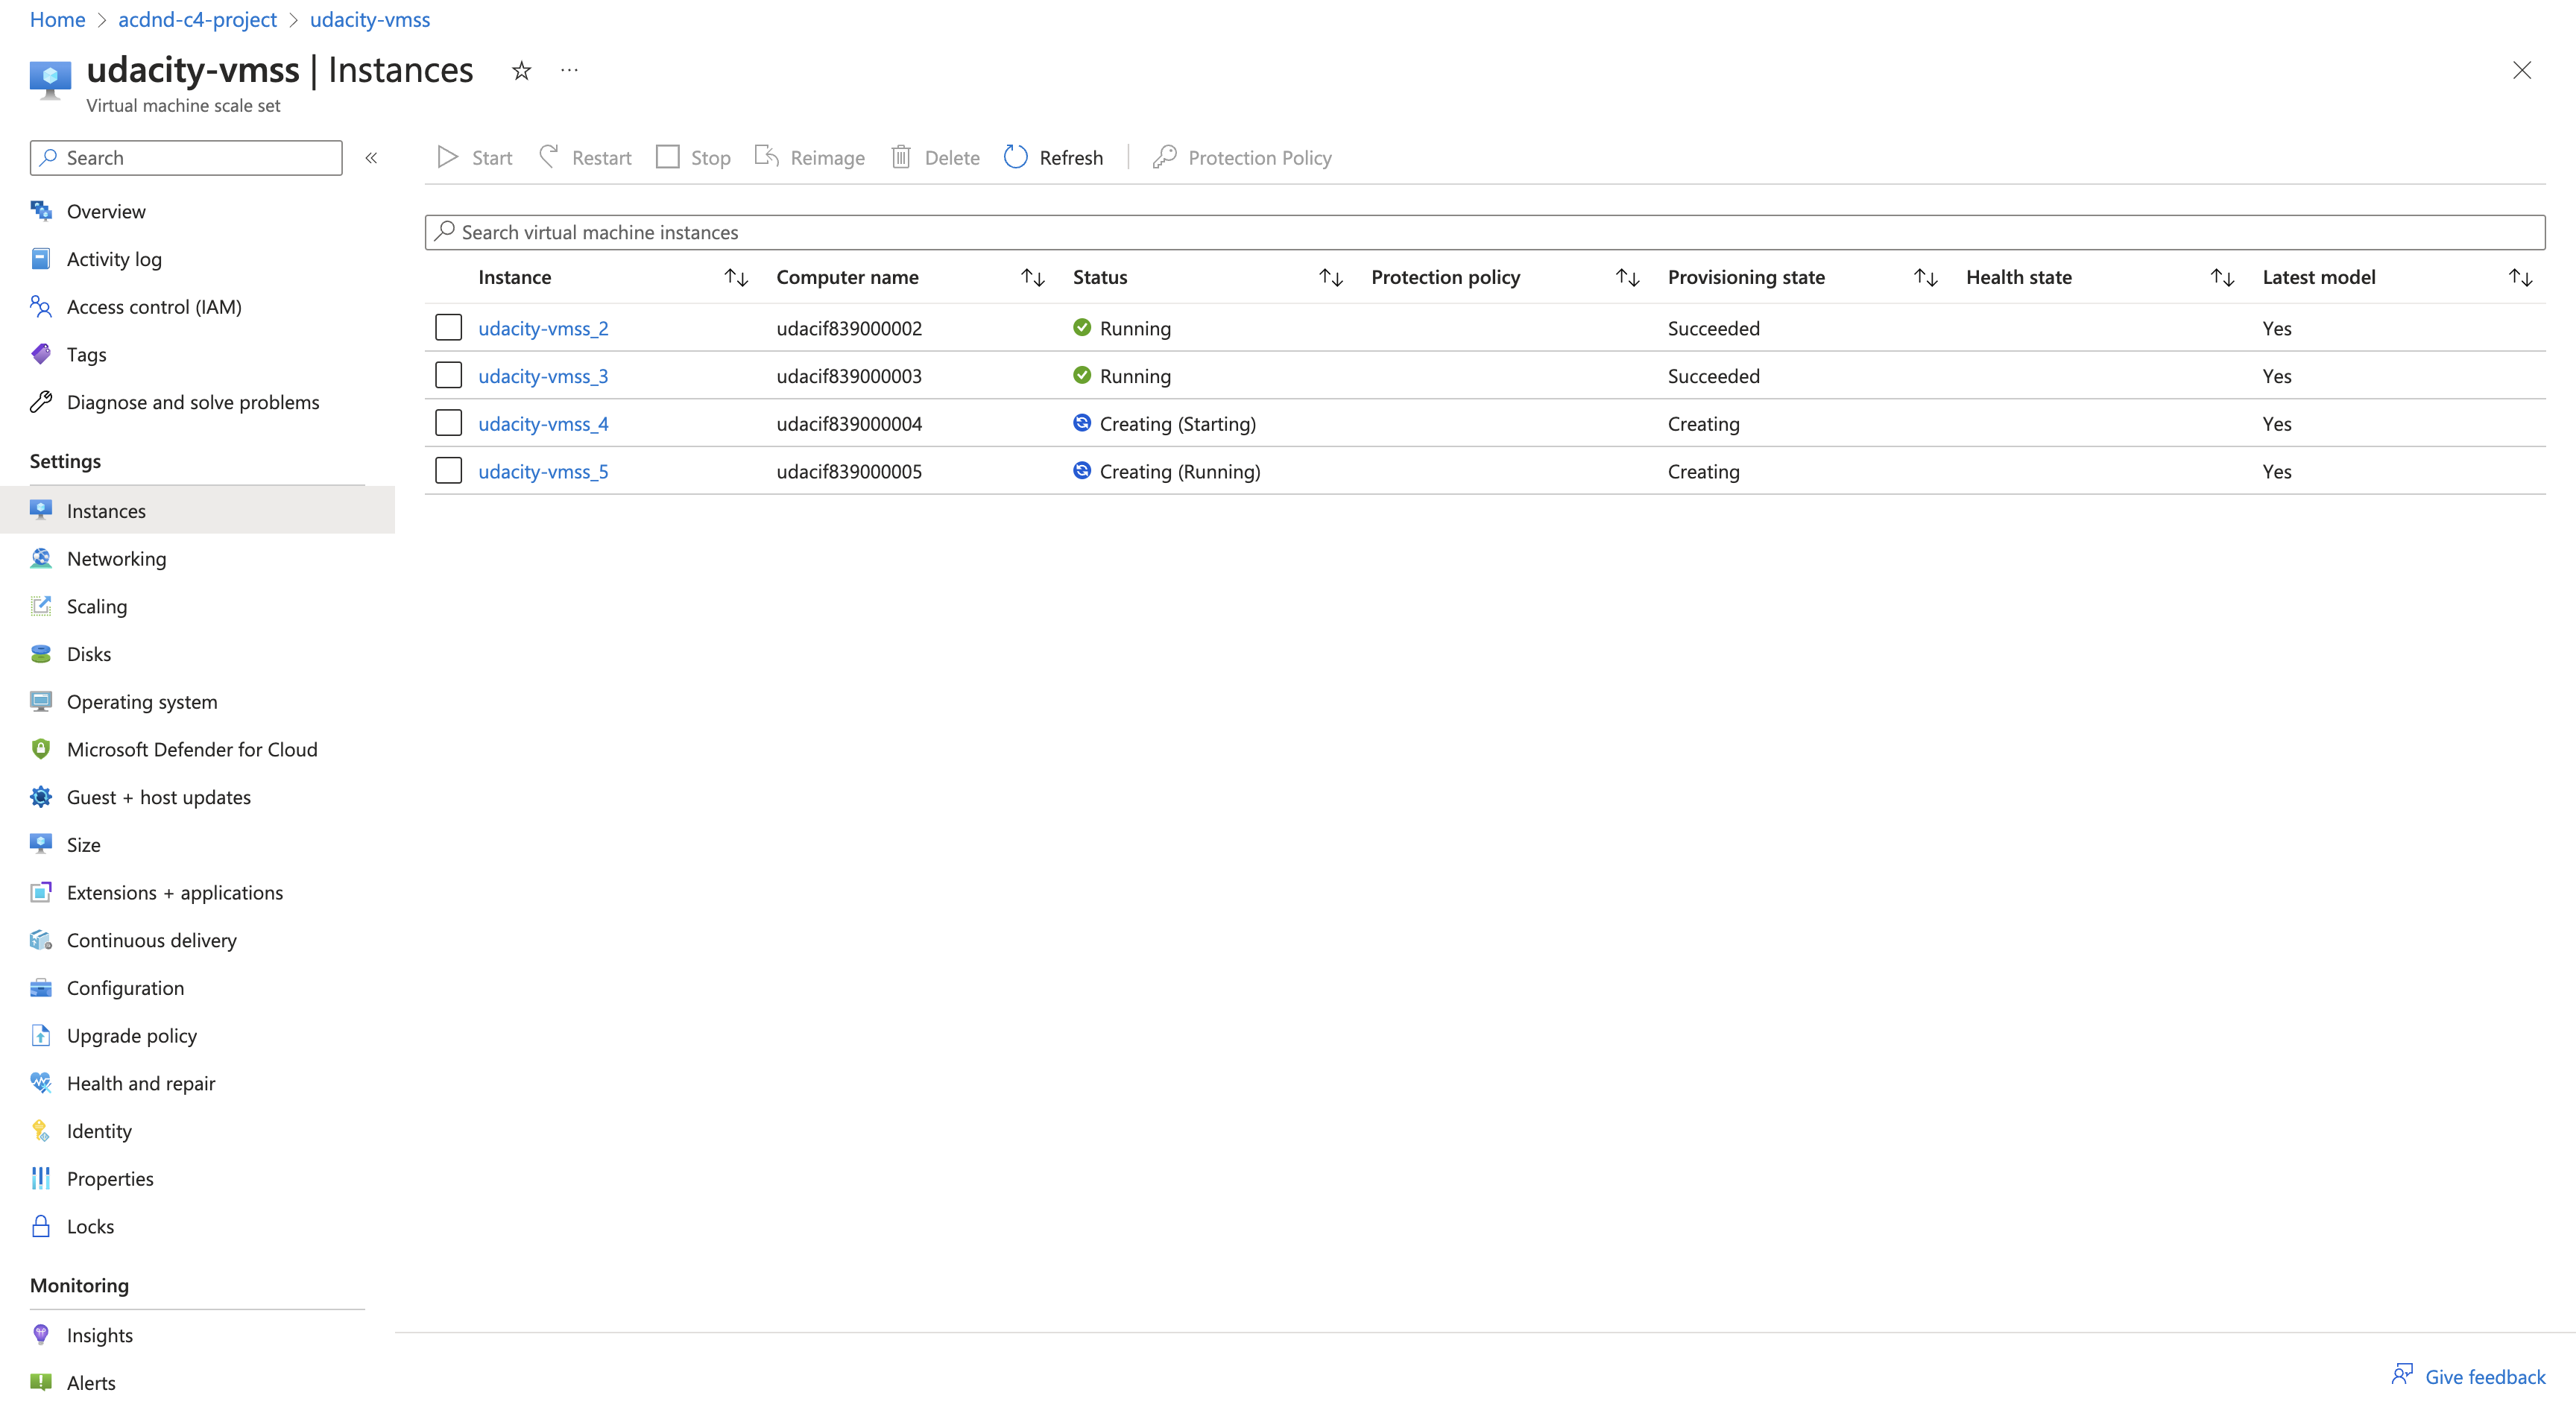 Home > acdnd-c4-project > udacity-vmss
udacity-vmss | Instances ☆ ···
Virtual machine scale set
Search «
Start Restart Stop Reimage Delete Refresh Protection Policy
Overview
Activity log
Access control (IAM)
Tags
Diagnose and solve problems
Settings
Instances
Networking
Scaling
Disks
Operating system
Microsoft Defender for Cloud
Guest + host updates
Size
Extensions + applications
Continuous delivery
Configuration
Upgrade policy
Health and repair
Identity
Properties
Locks
Monitoring
Insights
Alerts
Search virtual machine instances
Instance Computer name Status Protection policy Provisioning state Health state Latest model
udacity-vmss_2 udacif839000002 Running Succeeded Yes
udacity-vmss_3 udacif839000003 Running Succeeded Yes
udacity-vmss_4 udacif839000004 Creating (Starting) Creating Yes
udacity-vmss_5 udacif839000005 Creating (Running) Creating Yes
Give feedback